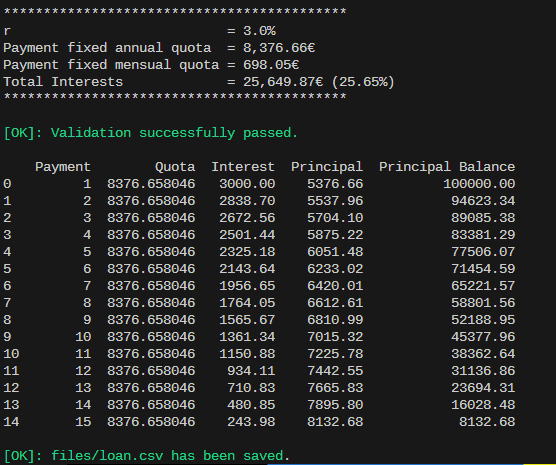 *******************************************
r                           = 3.0%
Payment fixed annual quota  = 8,376.66€
Payment fixed mensual quota = 698.05€
Total Interests             = 25,649.87€ (25.65%)
*******************************************
[OK]: Validation successfully passed.
    Payment        Quota  Interest  Principal  Principal Balance
0         1  8376.658046   3000.00    5376.66          100000.00
1         2  8376.658046   2838.70    5537.96           94623.34
2         3  8376.658046   2672.56    5704.10           89085.38
3         4  8376.658046   2501.44    5875.22           83381.29
4         5  8376.658046   2325.18    6051.48           77506.07
5         6  8376.658046   2143.64    6233.02           71454.59
6         7  8376.658046   1956.65    6420.01           65221.57
7         8  8376.658046   1764.05    6612.61           58801.56
8         9  8376.658046   1565.67    6810.99           52188.95
9        10  8376.658046   1361.34    7015.32           45377.96
10       11  8376.658046   1150.88    7225.78           38362.64
11       12  8376.658046    934.11    7442.55           31136.86
12       13  8376.658046    710.83    7665.83           23694.31
13       14  8376.658046    480.85    7895.80           16028.48
14       15  8376.658046    243.98    8132.68            8132.68
[OK]: files/loan.csv has been saved.